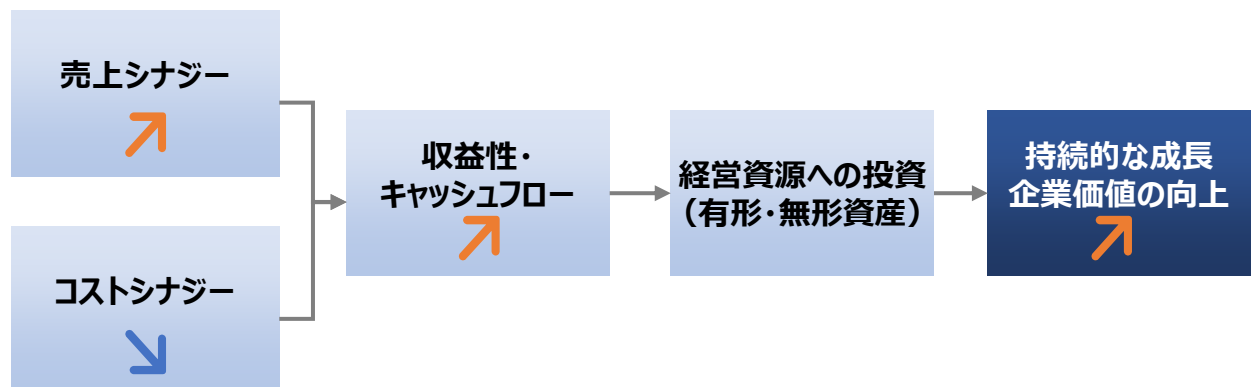 売上シナジー
コストシナジー
収益性・
キャッシュフロー
経営資源への投資
（有形・無形資産）
持続的な成長
企業価値の向上